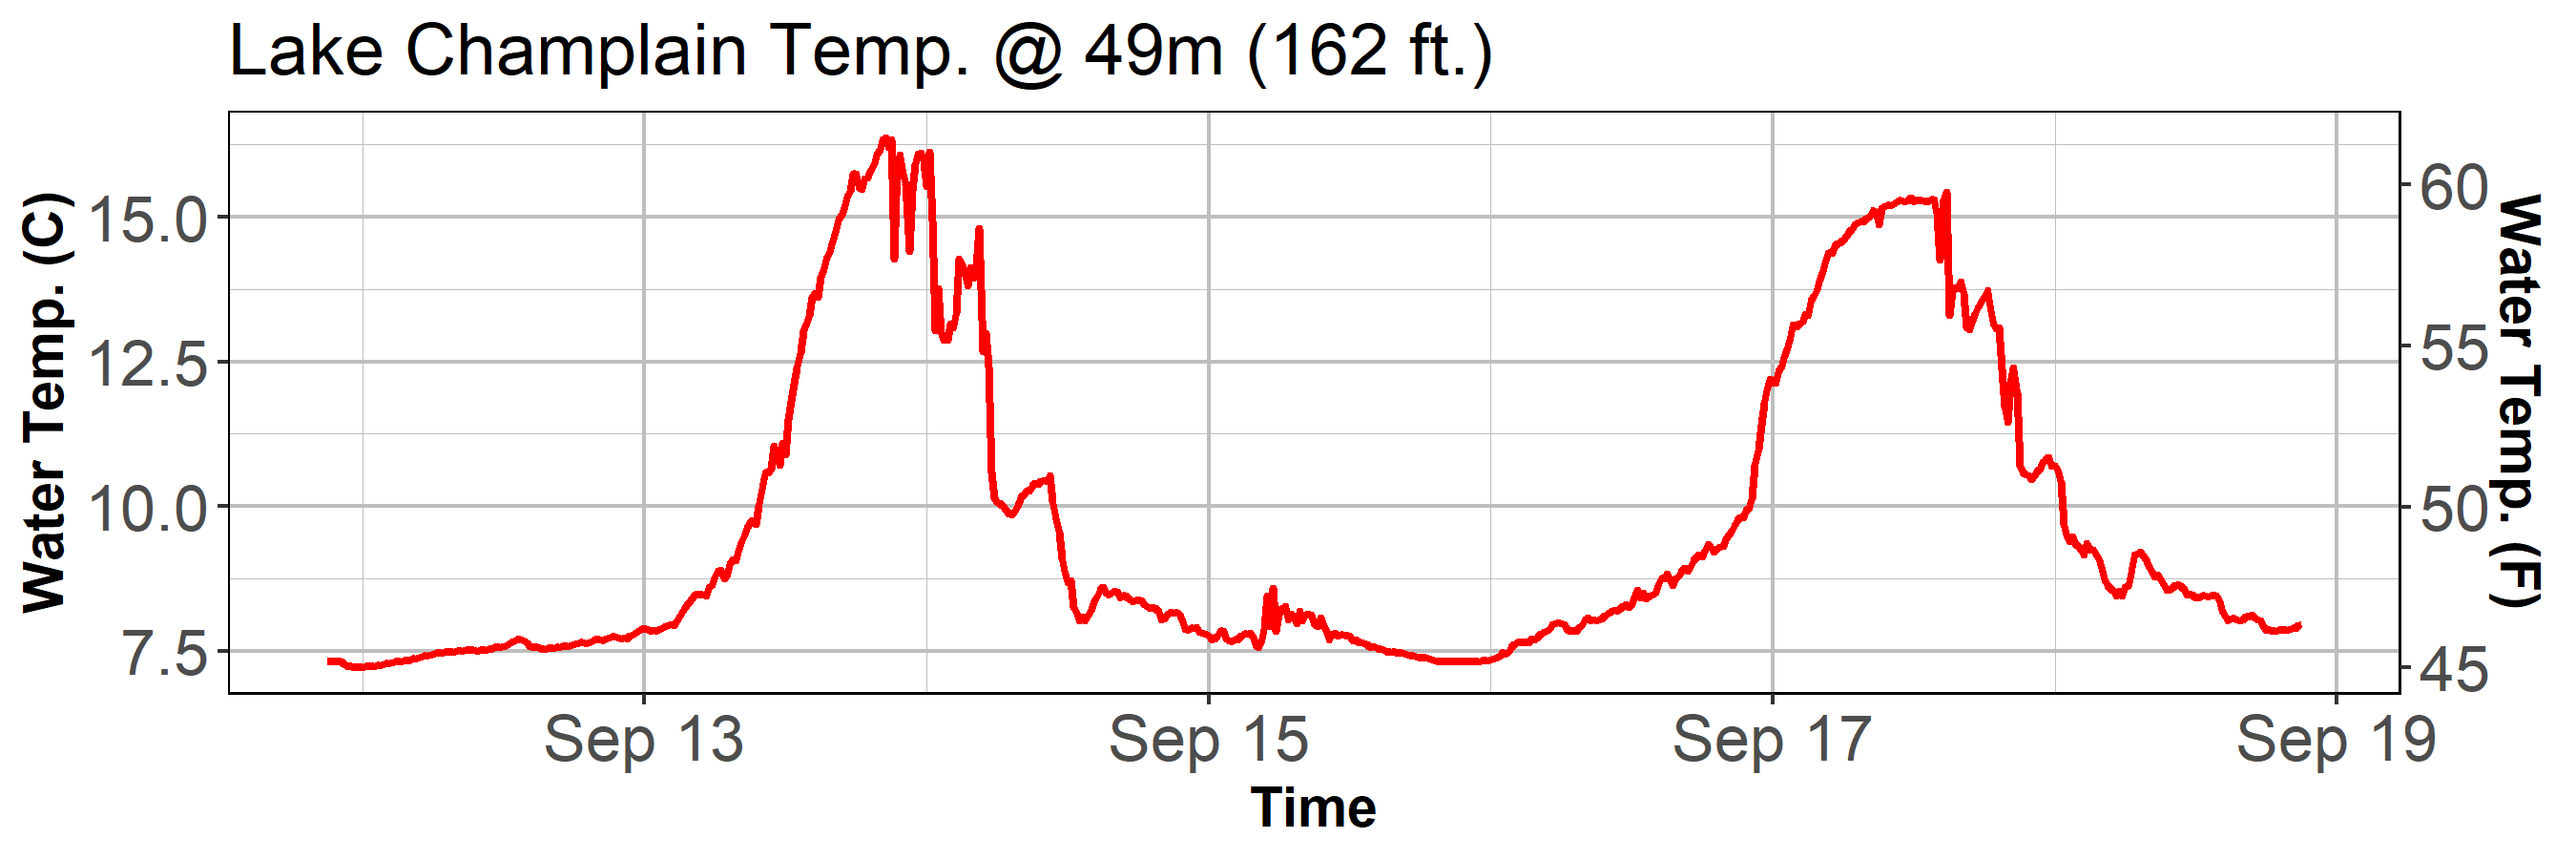 Lake Champlain Temp. @ 49m (162 ft.)
Water Temp. (C)
15.0
12.5
10.0
7.5
60
55
50
45
Water Temp. (F)
Sep 13 Sep 15 Sep 17 Sep 19
Time